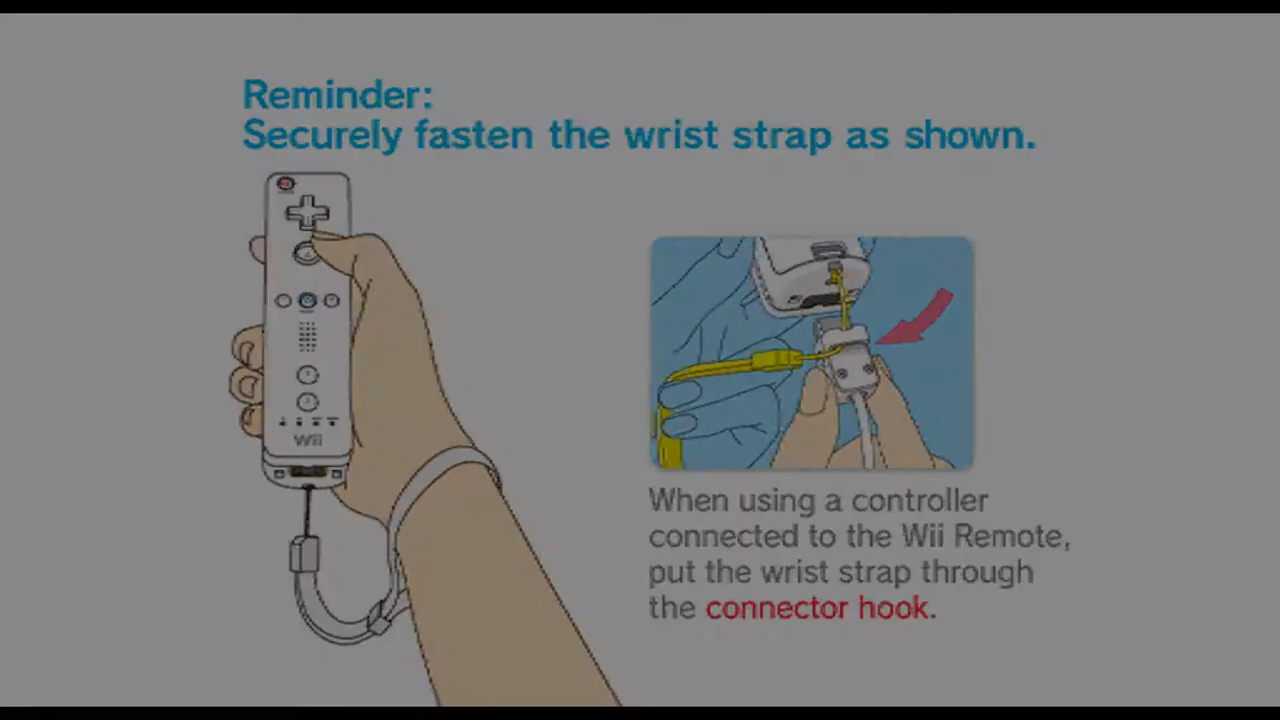 Reminder:
Securely fasten the wrist strap as shown.
Wii
When using a controller
connected to the Wii Remote,
put the wrist strap through
the connector hook.